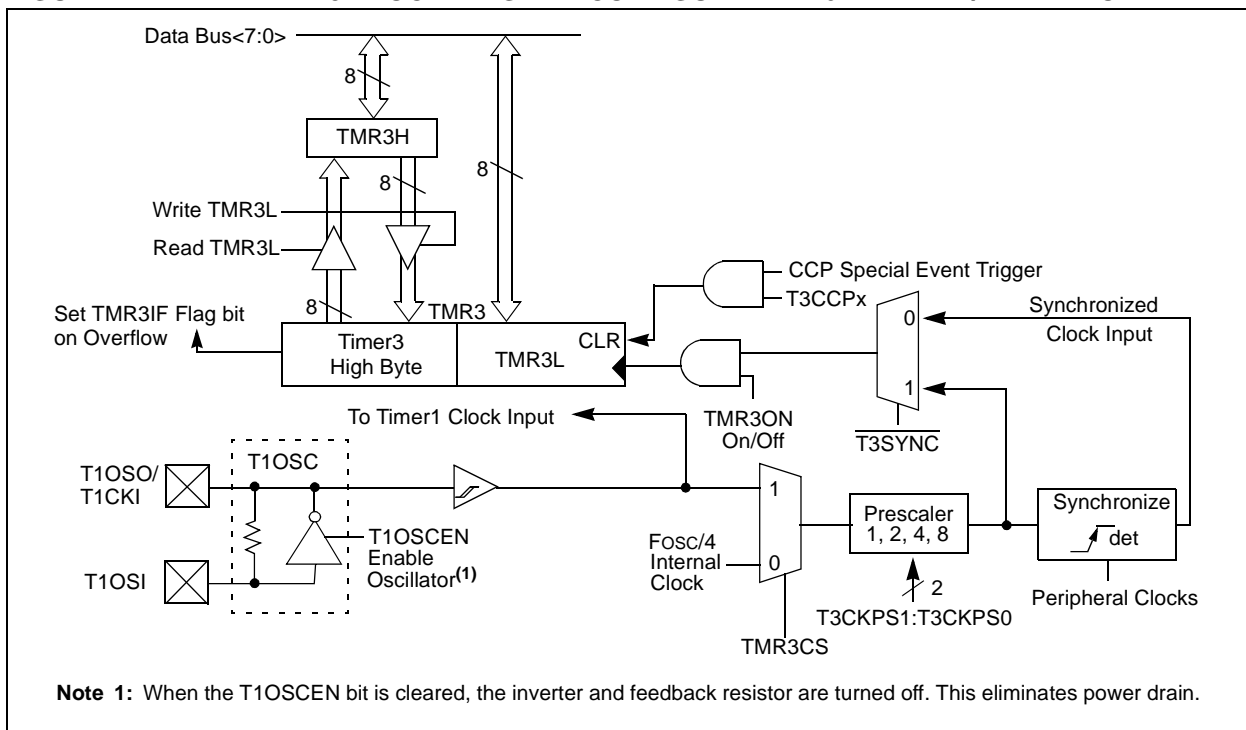 Data Bus<7:0>
8
TMR3H
8
8
Write TMR3L
Read TMR3L
8
CCP Special Event Trigger
T3CCPx
Synchronized
Clock Input
0
1
Set TMR3IF Flag bit
on Overflow
TMR3
Timer3
High Byte
TMR3L
CLR
To Timer1 Clock Input
TMR3ON
On/Off
T3SYNC
T1OSC
T1OSO/
T1CKI
T1OSCEN
Enable
Oscillator(1)
T1OSI
1
0
FOSC/4
Internal
Clock
Prescaler
1, 2, 4, 8
Synchronize
det
2
T3CKPS1:T3CKPS0
Peripheral Clocks
TMR3CS
Note 1: When the T1OSCEN bit is cleared, the inverter and feedback resistor are turned off. This eliminates power drain.